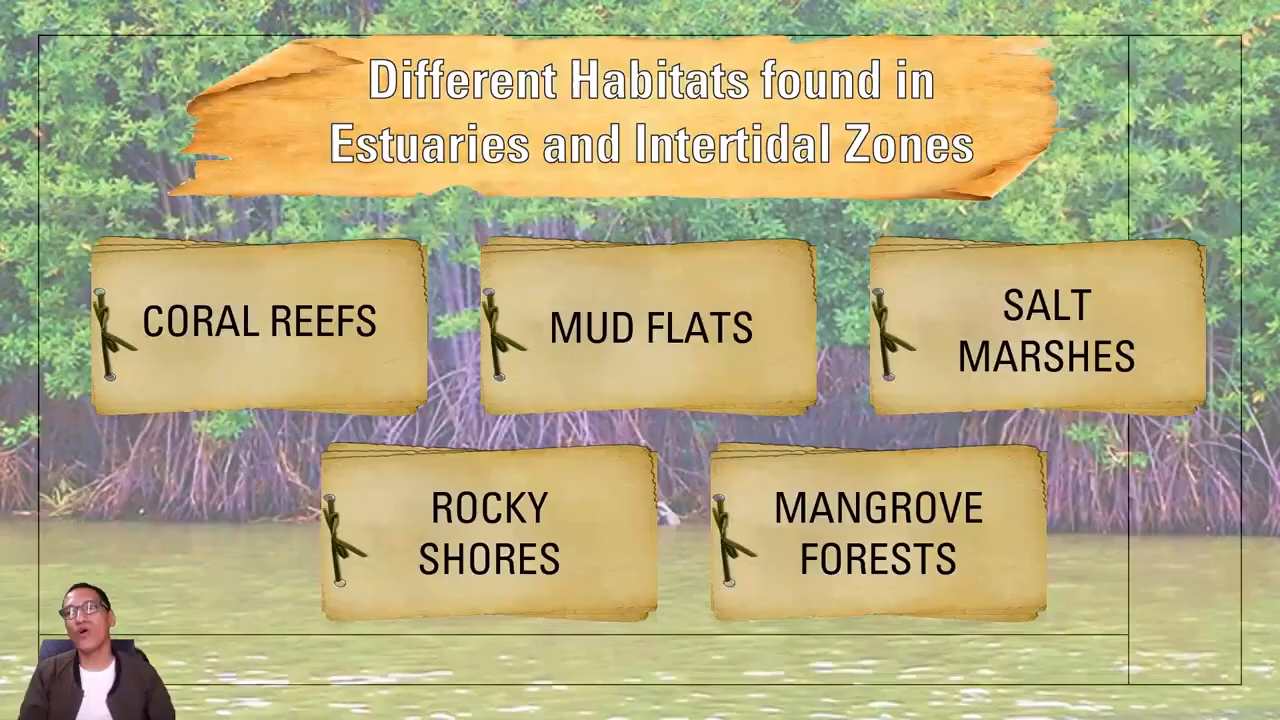 Different Habitats found in
Estuaries and Intertidal Zones
CORAL REEFS
MUD FLATS
SALT
MARSHES
ROCKY
SHORES
MANGROVE
FORESTS